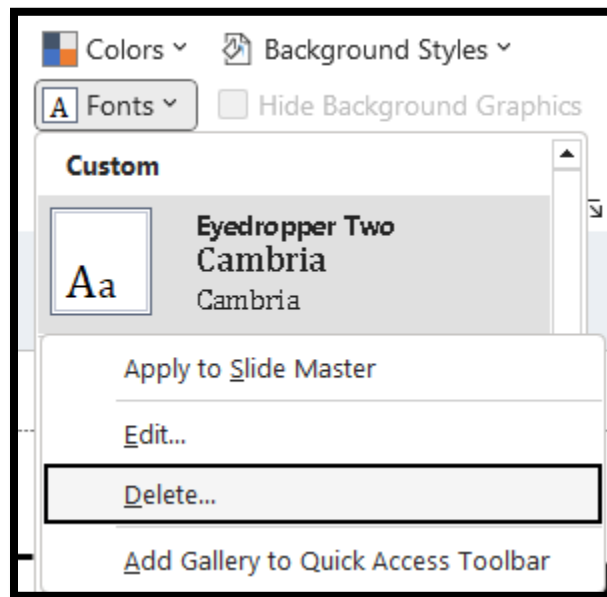 Colors Background Styles
A Fonts Hide Background Graphics
Custom
Eyedropper Two
Cambria
Aa
Cambria
Apply to Slide Master
Edit...
Delete...
Add Gallery to Quick Access Toolbar